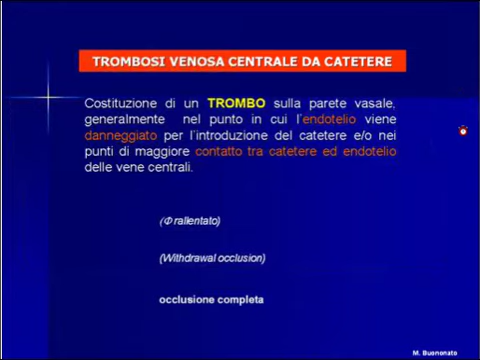 TROMBOSI VENOSA CENTRALE DA CATETERE
Costituzione di un TROMBO sulla parete vasale,
generalmente nel punto in cui l'endotelio viene
danneggiato per l'introduzione del catetere e/o nei
punti di maggiore contatto tra catetere ed endotelio
delle vene centrali.
(Φ rallentato)
(Withdrawal occlusion)
occlusione completa
M. Buononato